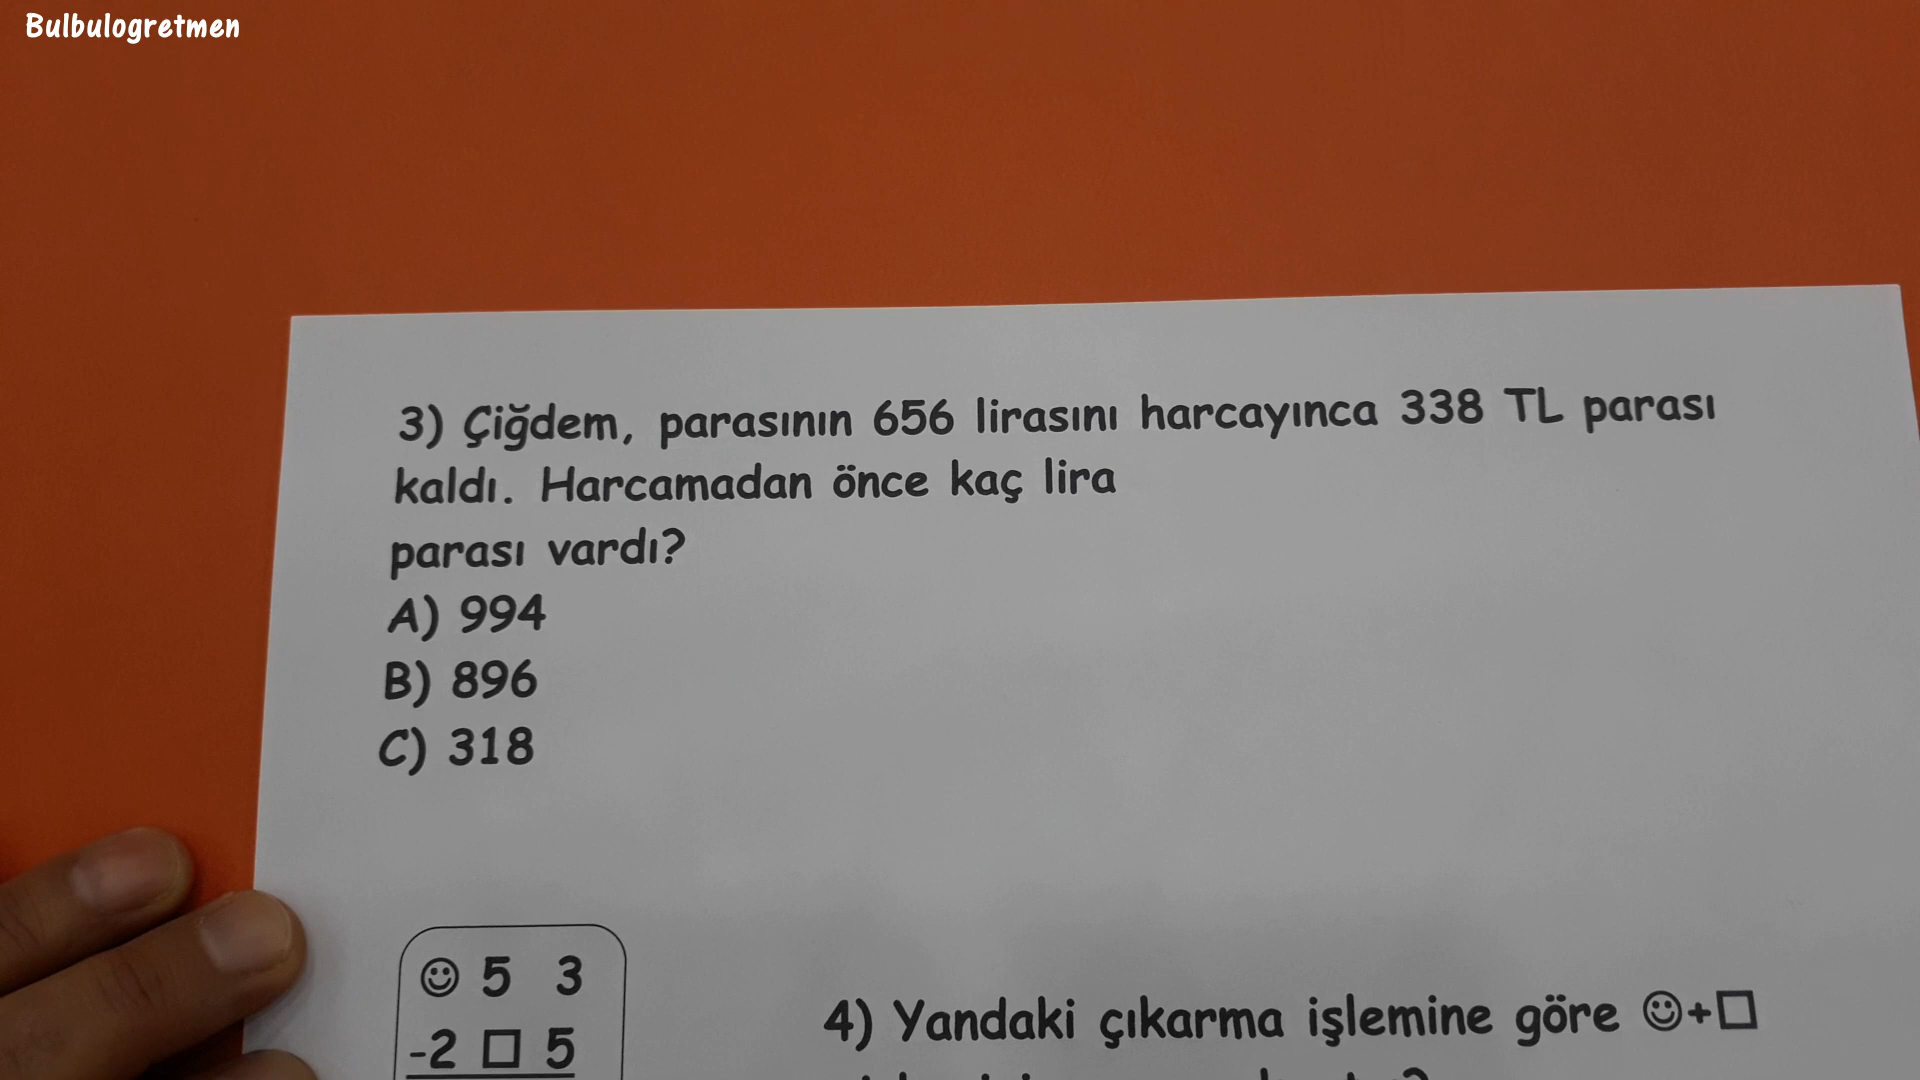 Bulbulogretmen
3) Çiğdem, parasının 656 lirasını harcayınca 338 TL parası
kaldı. Harcamadan önce kaç lira
parası vardı?
A) 994
B) 896
C) 318
☺ 5 3
-2 □ 5
4) Yandaki çıkarma işlemine göre ☺+□